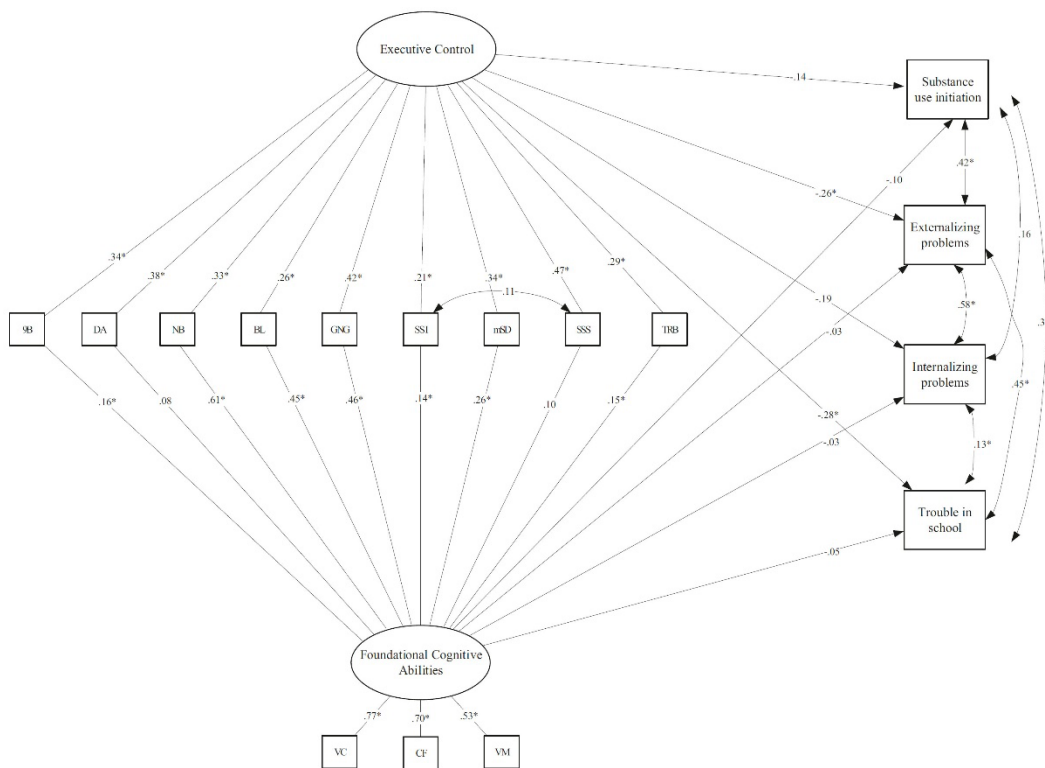 Executive Control
Substance
use initiation
.14
-.10
.42*
-.26*
Externalizing
problems
.16
.34*
.38*
.33*
.26*
.42*
.21*
.34*
.47*
.29*
.11
-.19
.58*
-.03
9B
DA
NB
BL
GNG
SSI
mSD
SSS
TRB
Internalizing
problems
.45*
.16*
.08
.61*
.45*
.46*
.14*
.26*
.10
.15*
-.28*
-.03
.13*
Trouble in
school
-.05
Foundational Cognitive
Abilities
.77*
.70*
.53*
VC
CF
VM